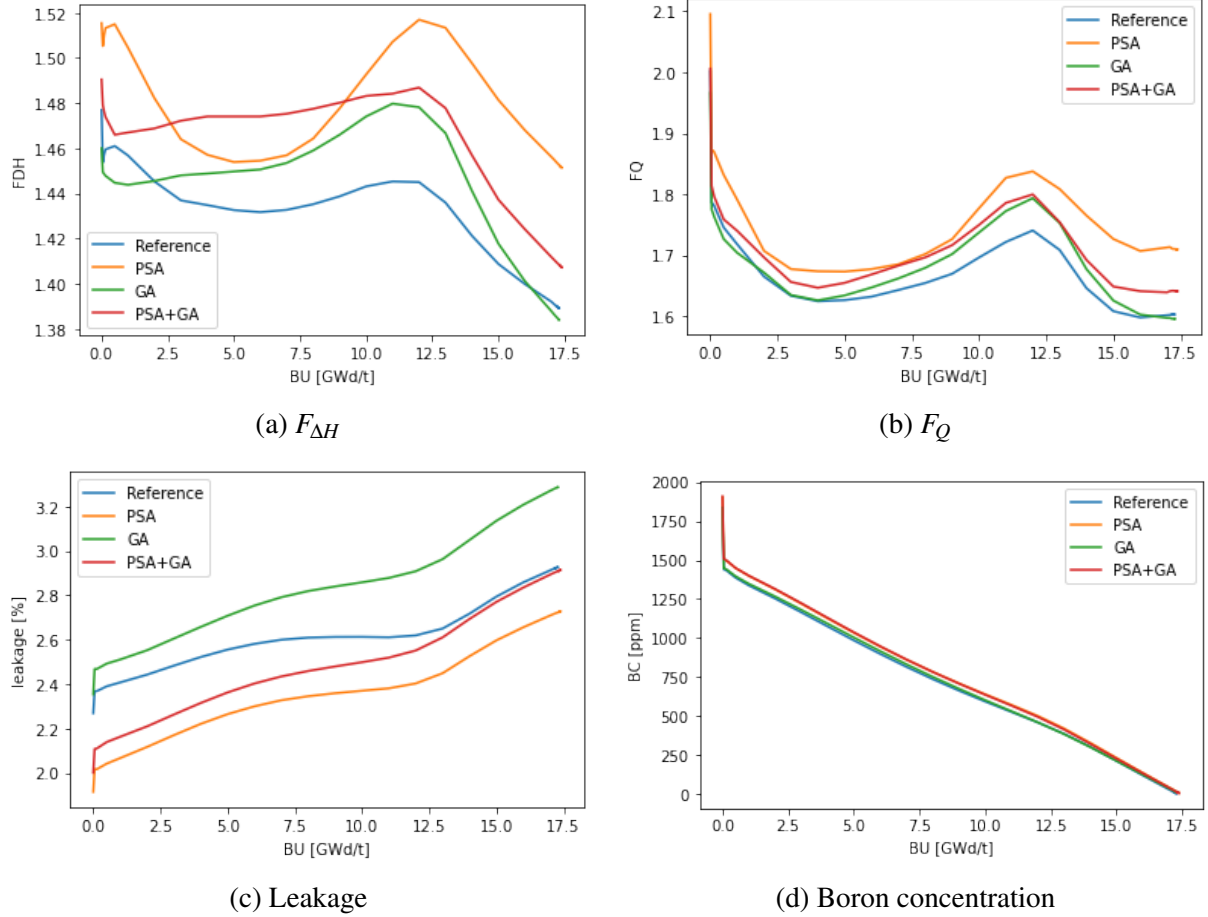 1.52
1.50
1.48
1.46
1.44
1.42
1.40
1.38
FDH
Reference
PSA
GA
PSA+GA
0.0 2.5 5.0 7.5 10.0 12.5 15.0 17.5
BU [GWd/t]
(a) F_ΔH
2.1
2.0
1.9
1.8
1.7
1.6
FQ
Reference
PSA
GA
PSA+GA
0.0 2.5 5.0 7.5 10.0 12.5 15.0 17.5
BU [GWd/t]
(b) F_Q
3.2
3.0
2.8
2.6
2.4
2.2
2.0
leakage [%]
Reference
PSA
GA
PSA+GA
0.0 2.5 5.0 7.5 10.0 12.5 15.0 17.5
BU [GWd/t]
(c) Leakage
2000
1750
1500
1250
1000
750
500
250
0
BC [ppm]
Reference
PSA
GA
PSA+GA
0.0 2.5 5.0 7.5 10.0 12.5 15.0 17.5
BU [GWd/t]
(d) Boron concentration